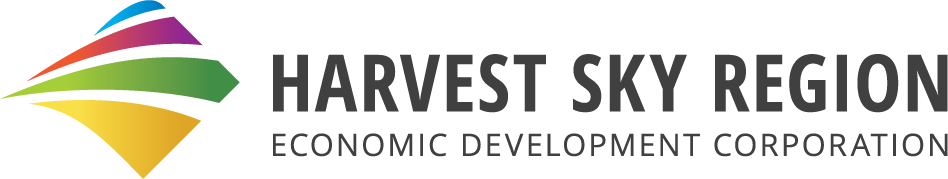 HARVEST SKY REGION
ECONOMIC DEVELOPMENT CORPORATION